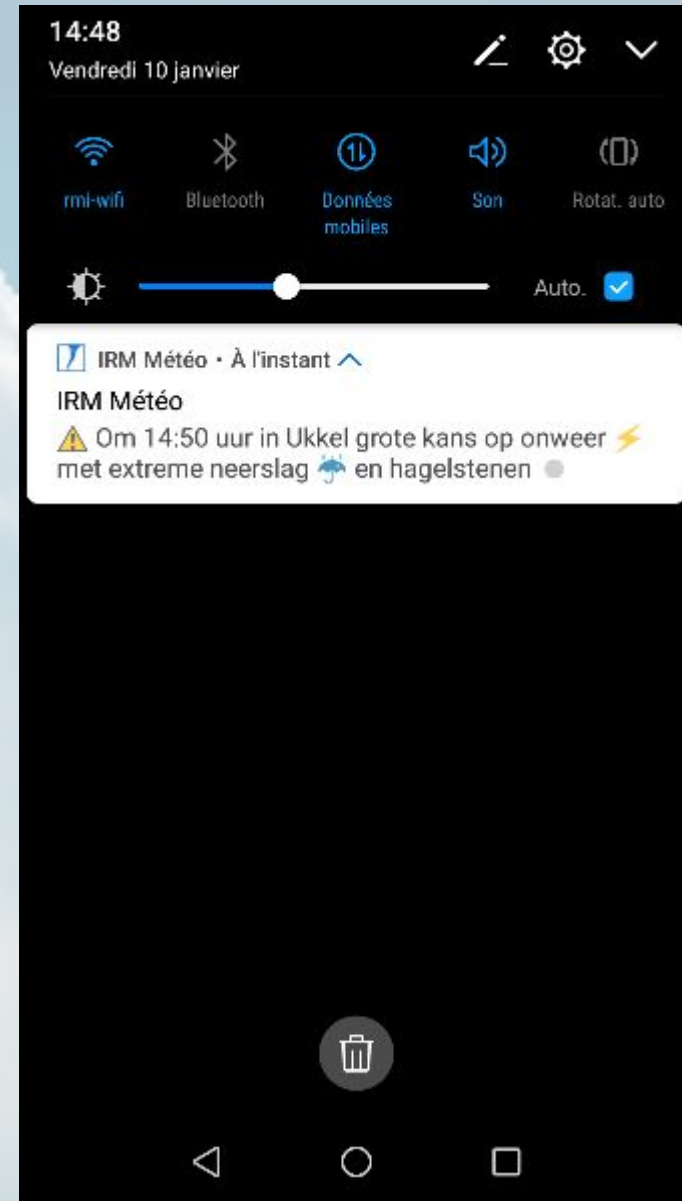 14:48
Vendredi 10 janvier
rmi-wifi
Bluetooth
Données
mobiles
Son
Rotat. auto
Auto.
IRM Météo • À l'instant
IRM Météo
⚠️ Om 14:50 uur in Ukkel grote kans op onweer ⚡
met extreme neerslag ☔ en hagelstenen